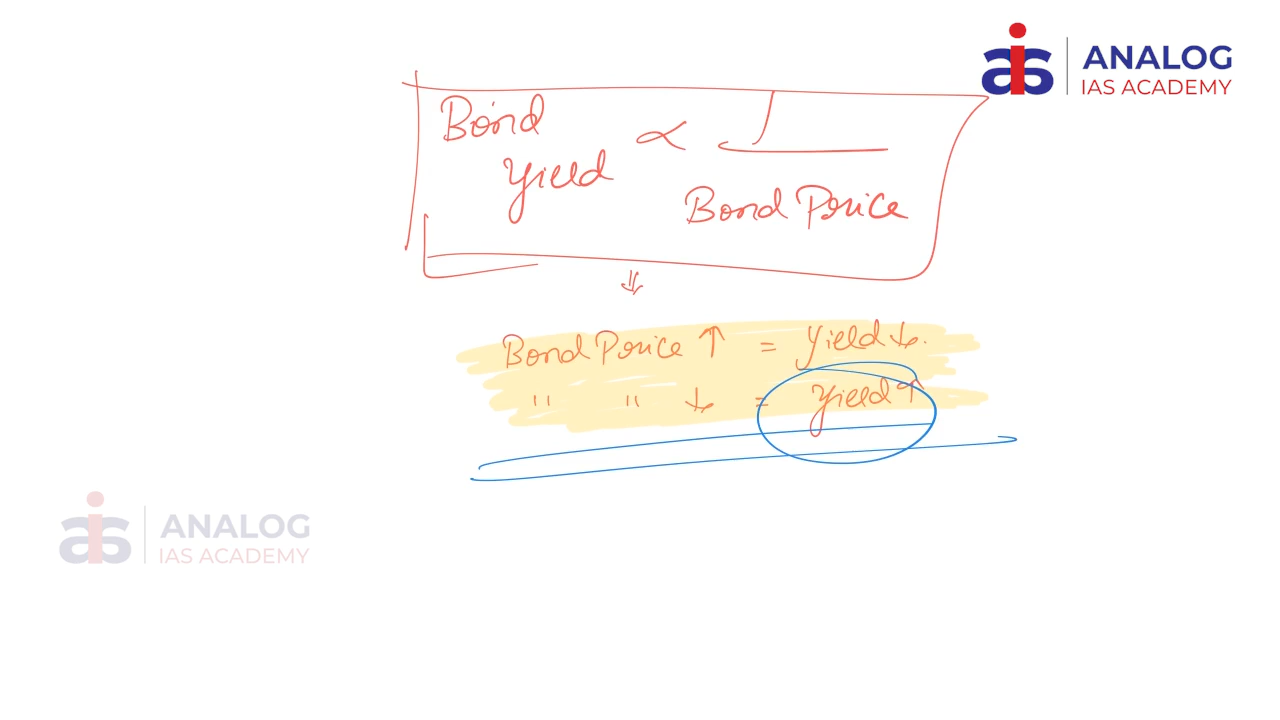 ANALOG
IAS ACADEMY
Bond
Yield ∝ 1
Bond Price
⇓
Bond Price ↑ = Yield ↓.
" " ↓ = Yield ↑
ANALOG
IAS ACADEMY